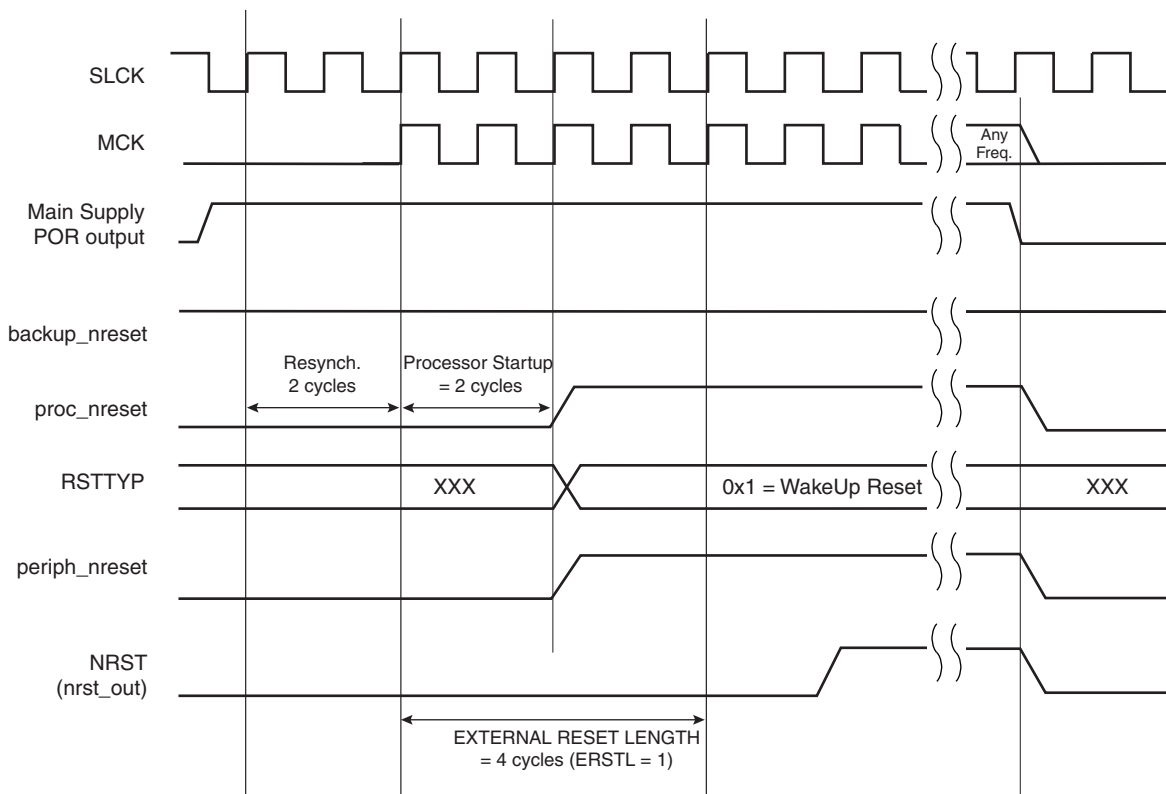 SLCK
MCK
Any
Freq.
Main Supply
POR output
backup_nreset
Resynch.
2 cycles
Processor Startup
= 2 cycles
proc_nreset
RSTTYP
XXX
0x1 = WakeUp Reset
XXX
periph_nreset
NRST
(nrst_out)
EXTERNAL RESET LENGTH
= 4 cycles (ERSTL = 1)